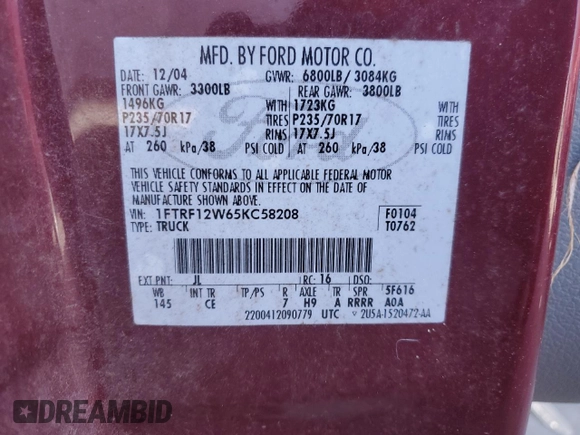 MFD. BY FORD MOTOR CO.
DATE: 12/04 GVWR: 6800LB/ 3084KG
FRONT GAWR: 3300LB REAR GAWR: 3800LB
1496KG WITH 1723KG WITH
P235/70R17 TIRES P235/70R17 TIRES
17X7.5J RIMS 17X7.5J RIMS
AT 260 kPa/38 PSI COLD AT 260 kPa/38 PSI COLD
Ford
THIS VEHICLE CONFORMS TO ALL APPLICABLE FEDERAL MOTOR
VEHICLE SAFETY STANDARDS IN EFFECT ON THE DATE OF
MANUFACTURE SHOWN ABOVE.
VIN: 1FTRF12W65KC58208 F0104
TYPE: TRUCK T0762
EXT PNT: JL RC: 16 DSO:
WB INT TR TP/PS R AXLE TR SPR 5F616
145 CE 7 H9 A RRRR A0A
2200412090779 UTC V 2U5A-1520472-AA
DREAMBID